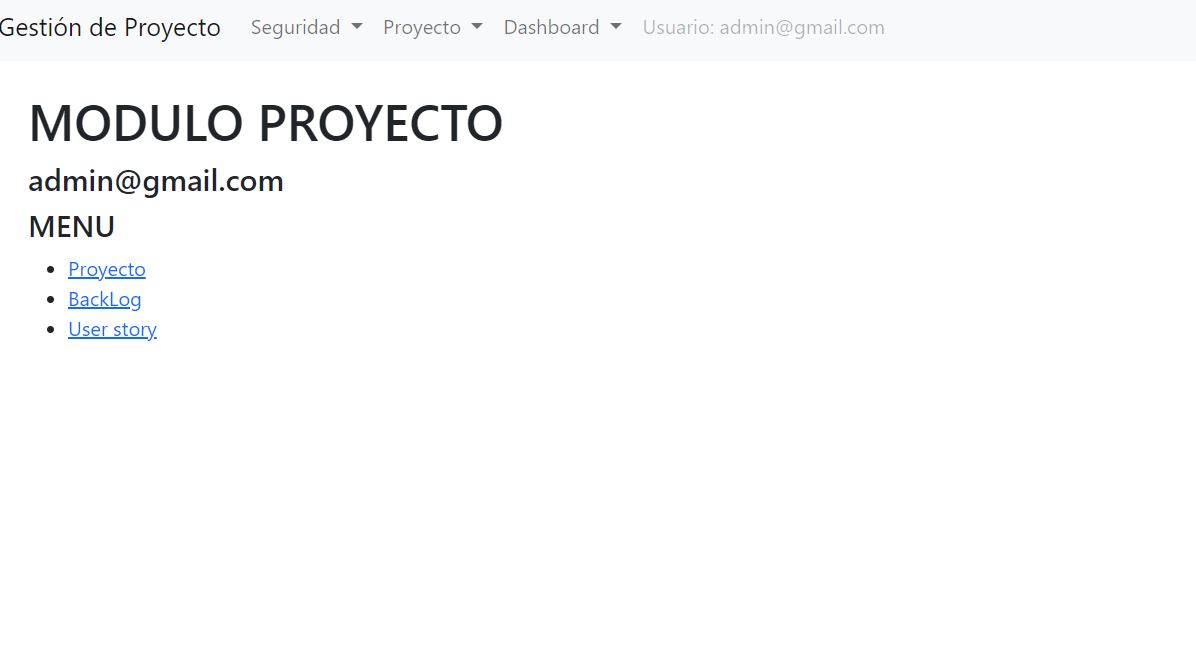 Gestión de Proyecto Seguridad Proyecto Dashboard Usuario: admin@gmail.com
MODULO PROYECTO
admin@gmail.com
MENU
Proyecto
BackLog
User story